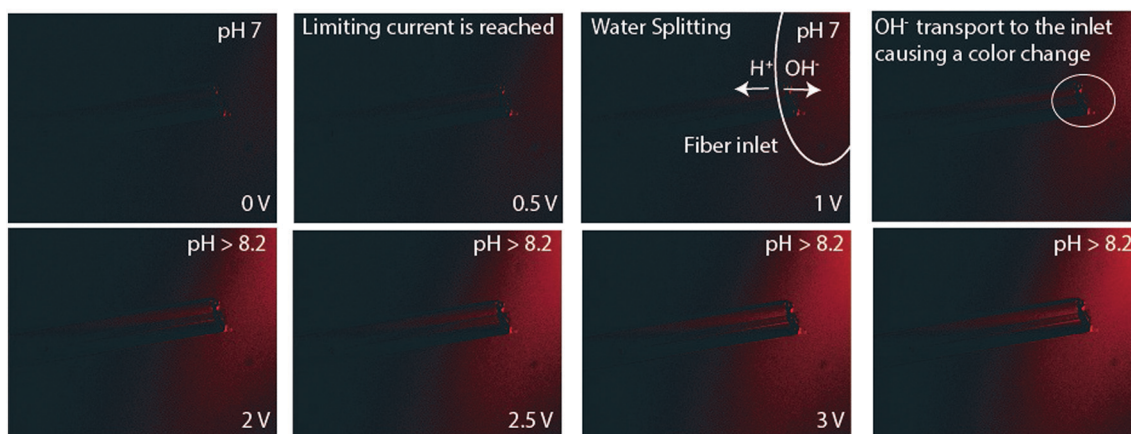 pH 7
0 V
Limiting current is reached
0.5 V
Water Splitting
pH 7
H⁺ OH⁻
Fiber inlet
1 V
OH⁻ transport to the inlet
causing a color change
pH > 8.2
2 V
pH > 8.2
2.5 V
pH > 8.2
3 V
pH > 8.2